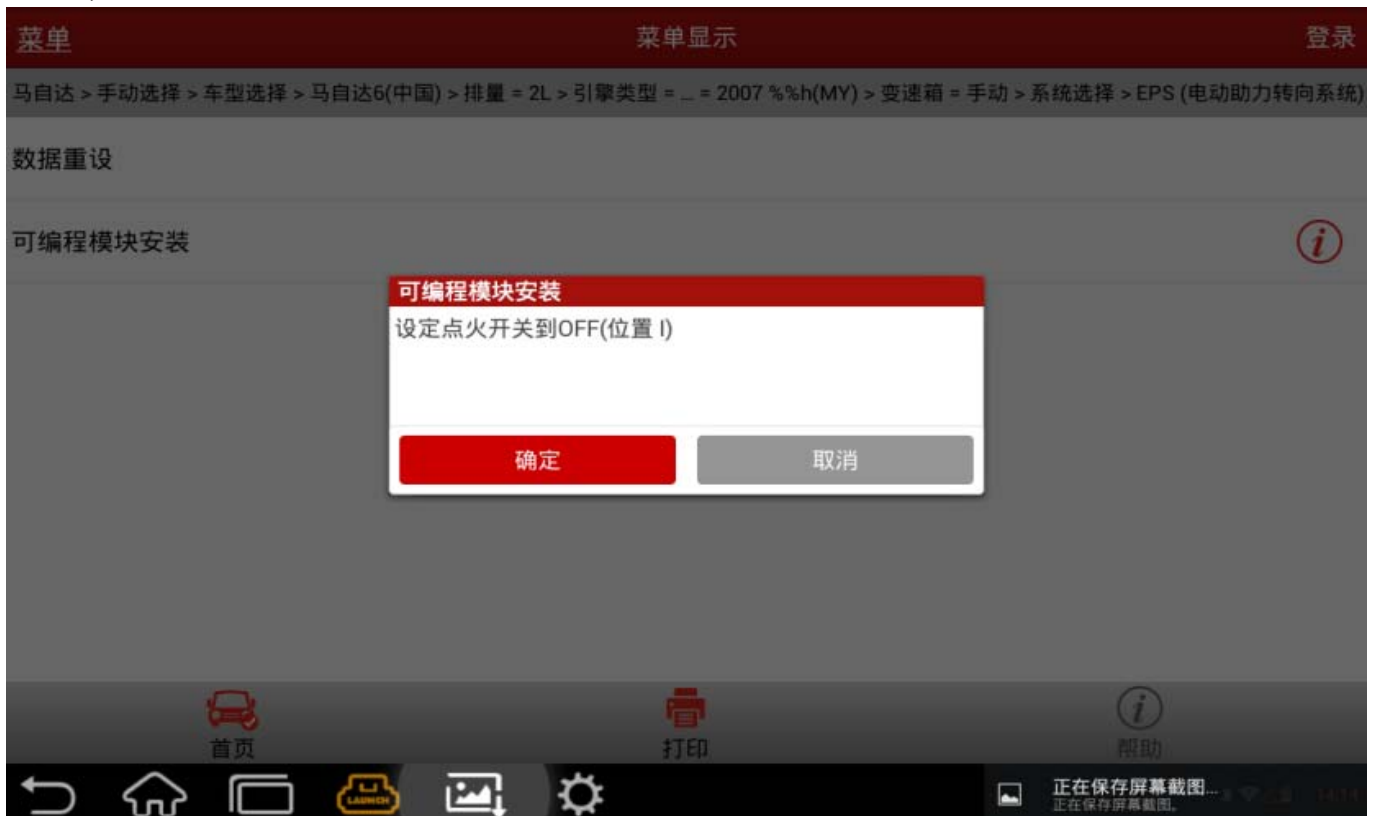 菜单
菜单显示
登录
马自达 > 手动选择 > 车型选择 > 马自达6(中国) > 排量 = 2L > 引擎类型 = ... = 2007 %%h(MY) > 变速箱 = 手动 > 系统选择 > EPS (电动助力转向系统)
数据重设
可编程模块安装
可编程模块安装
设定点火开关到OFF(位置 I)
确定
取消
首页
打印
帮助
LAUNCH
正在保存屏幕截图...
正在保存屏幕截图。
14:14